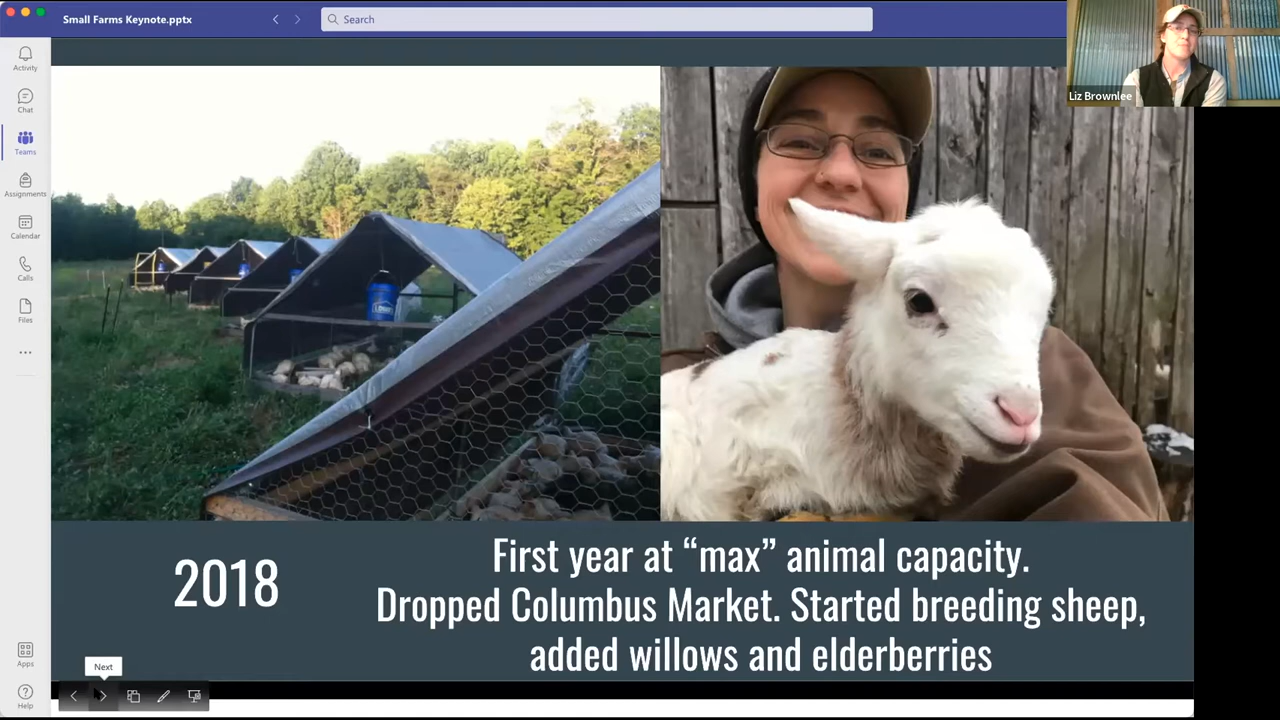 Small Farms Keynote.pptx
Search
Liz Brownlee
Activity
Chat
Teams
Assignments
Calendar
Calls
Files
Apps
Help
2018
First year at “max” animal capacity.
Dropped Columbus Market. Started breeding sheep,
added willows and elderberries
Next